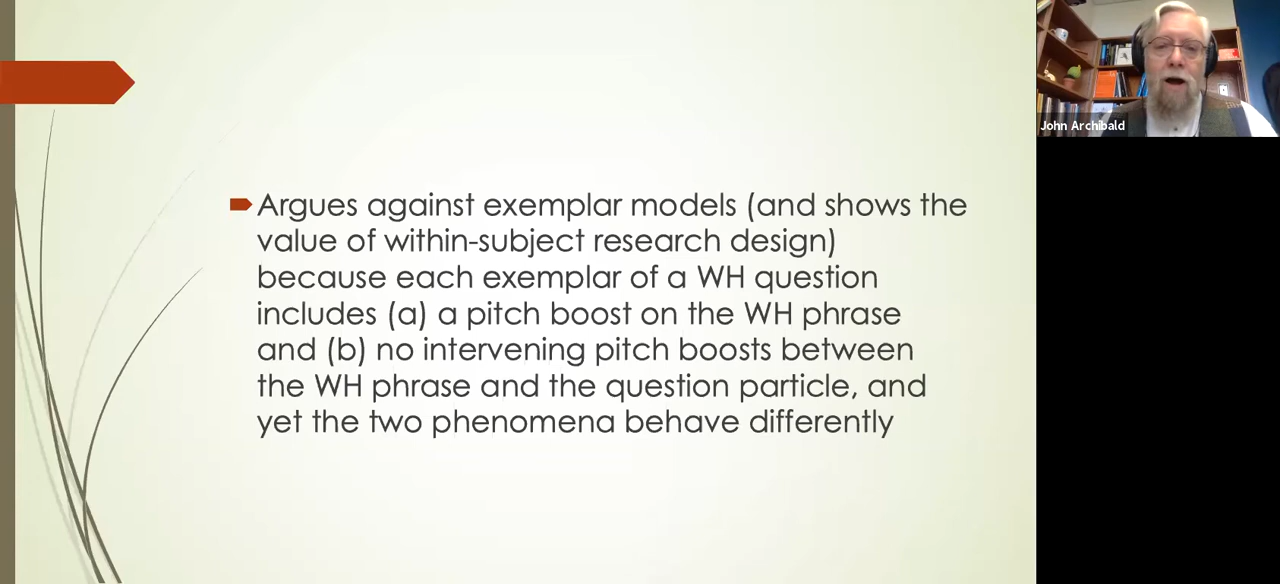 Argues against exemplar models (and shows the
value of within-subject research design)
because each exemplar of a WH question
includes (a) a pitch boost on the WH phrase
and (b) no intervening pitch boosts between
the WH phrase and the question particle, and
yet the two phenomena behave differently
John Archibald